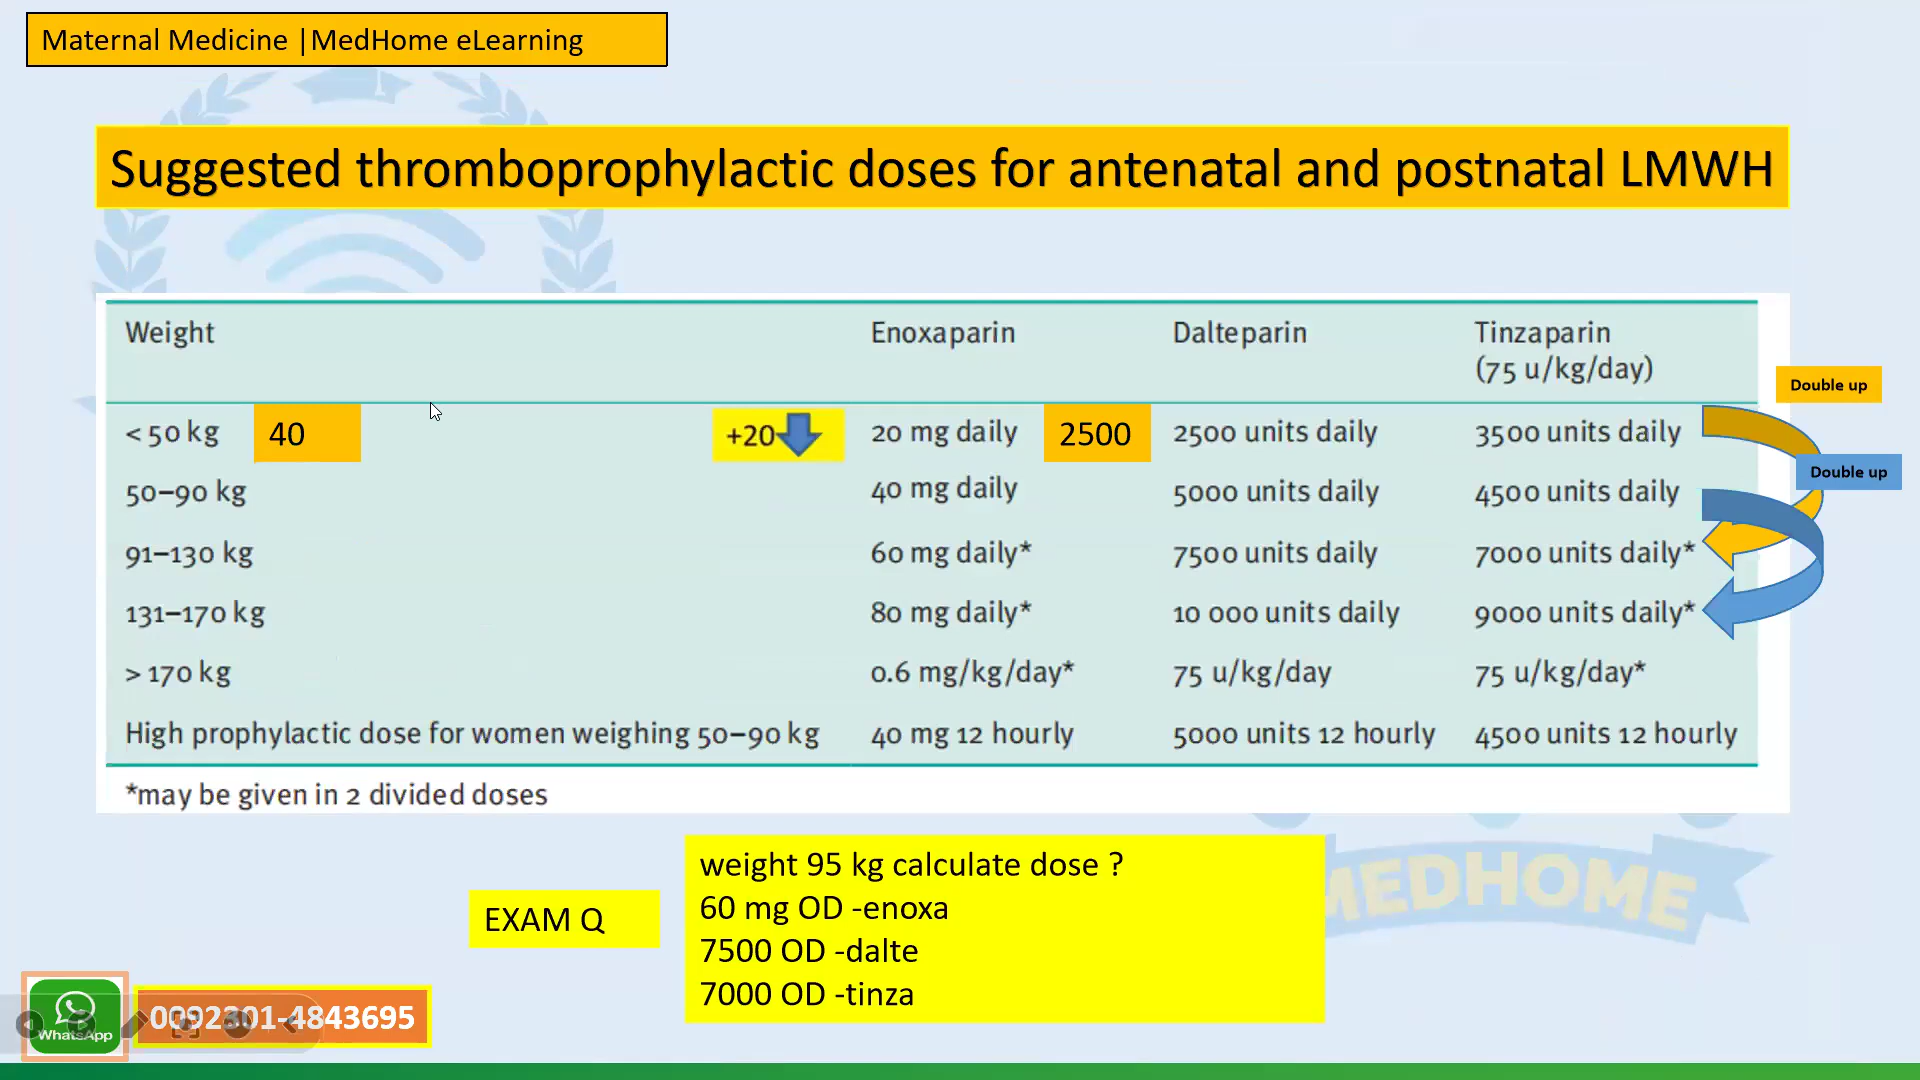 Maternal Medicine |MedHome eLearning
Suggested thromboprophylactic doses for antenatal and postnatal LMWH
Weight Enoxaparin Dalteparin Tinzaparin
(75 u/kg/day)
Double up
< 50 kg 40 +20 20 mg daily 2500 2500 units daily 3500 units daily
Double up
50–90 kg 40 mg daily 5000 units daily 4500 units daily
91–130 kg 60 mg daily* 7500 units daily 7000 units daily*
131–170 kg 80 mg daily* 10 000 units daily 9000 units daily*
> 170 kg 0.6 mg/kg/day* 75 u/kg/day 75 u/kg/day*
High prophylactic dose for women weighing 50–90 kg 40 mg 12 hourly 5000 units 12 hourly 4500 units 12 hourly
*may be given in 2 divided doses
EXAM Q
weight 95 kg calculate dose ?
60 mg OD -enoxa
7500 OD -dalte
7000 OD -tinza
MEDHOME
WhatsApp
0092301-4843695